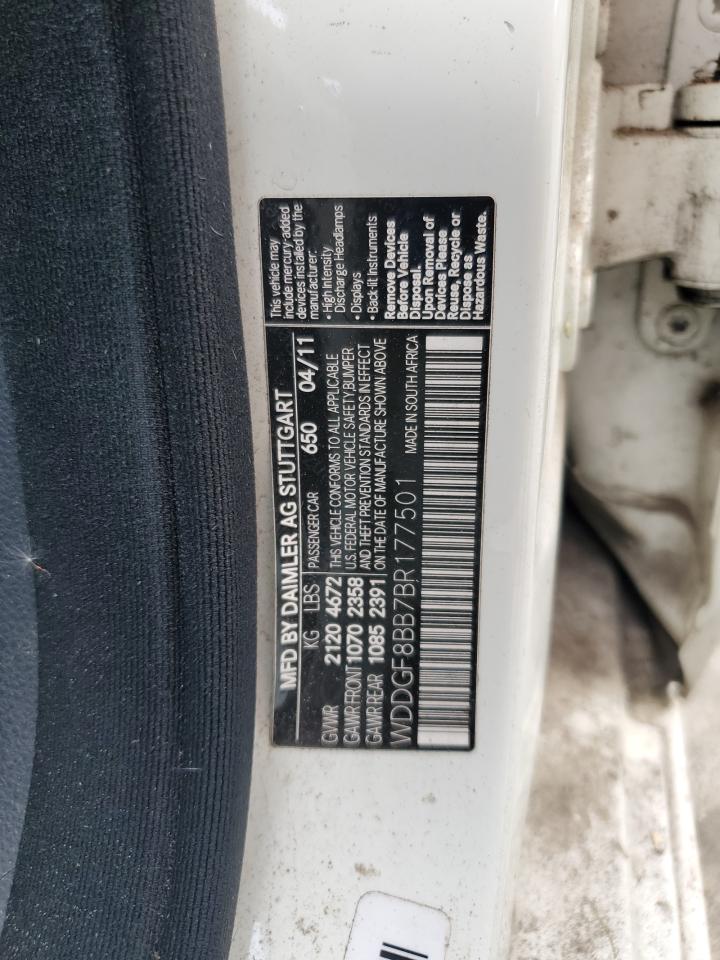 MFD BY DAIMLER AG STUTTGART
KG LBS PASSENGER CAR 650 04/11
GVWR 2120 4672
GAWR FRONT 1070 2358
GAWR REAR 1085 2391
THIS VEHICLE CONFORMS TO ALL APPLICABLE
U.S. FEDERAL MOTOR VEHICLE SAFETY, BUMPER
AND THEFT PREVENTION STANDARDS IN EFFECT
ON THE DATE OF MANUFACTURE SHOWN ABOVE
WDDGF8BB7BR177501 MADE IN SOUTH AFRICA
This vehicle may
include mercury-added
devices installed by the
manufacturer:
• High Intensity
Discharge Headlamps
• Displays
• Back-lit Instruments
Remove Devices
Before Vehicle
Disposal.
Upon Removal of
Devices Please
Reuse, Recycle or
Dispose as
Hazardous Waste.